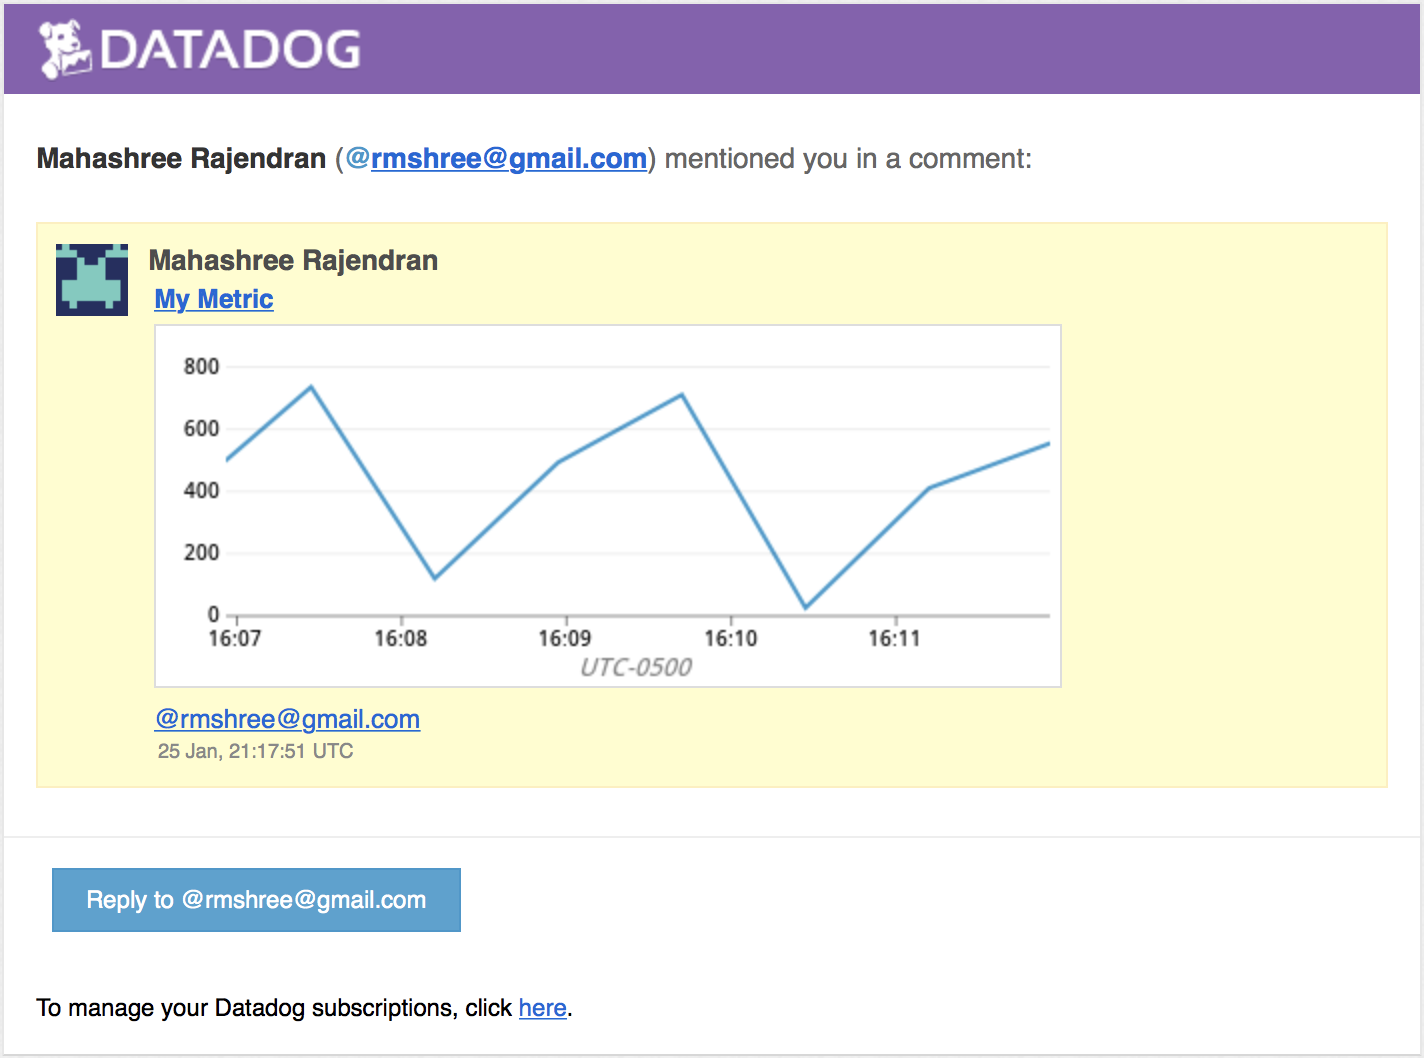 DATADOG
Mahashree Rajendran (@rmshree@gmail.com) mentioned you in a comment:
Mahashree Rajendran
My Metric
800
600
400
200
0
16:07 16:08 16:09 16:10 16:11
UTC-0500
@rmshree@gmail.com
25 Jan, 21:17:51 UTC
Reply to @rmshree@gmail.com
To manage your Datadog subscriptions, click here.